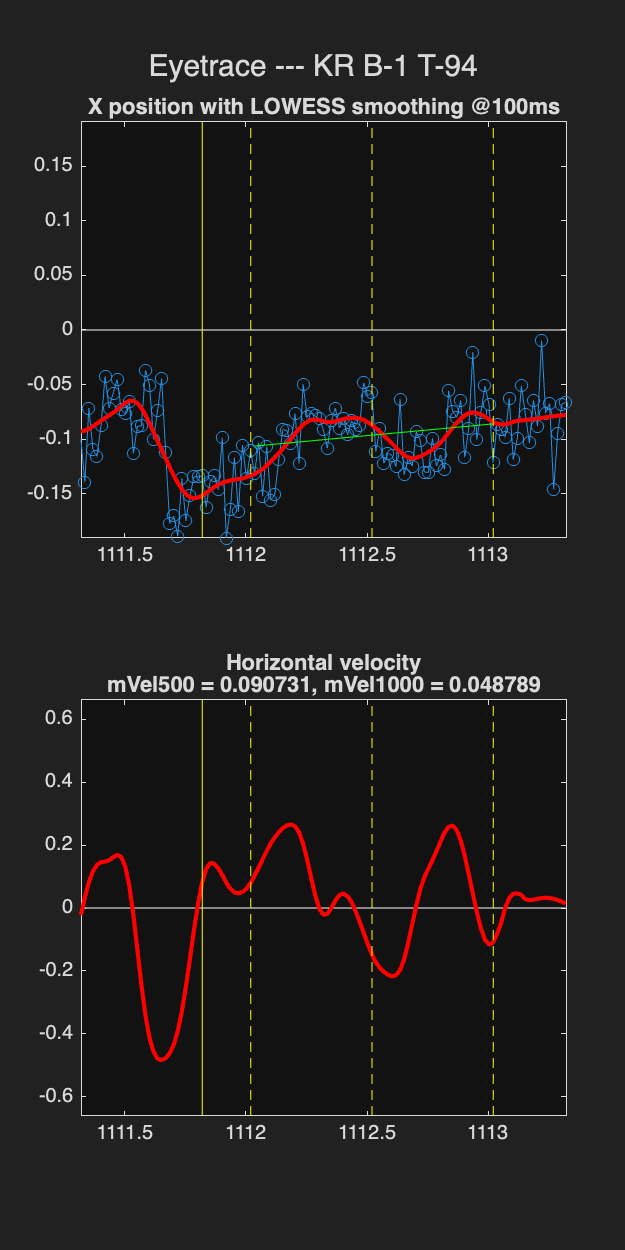 Eyetrace --- KR B-1 T-94
X position with LOWESS smoothing @100ms
0.15
0.1
0.05
0
-0.05
-0.1
-0.15
1111.5 1112 1112.5 1113
Horizontal velocity
mVel500 = 0.090731, mVel1000 = 0.048789
0.6
0.4
0.2
0
-0.2
-0.4
-0.6
1111.5 1112 1112.5 1113